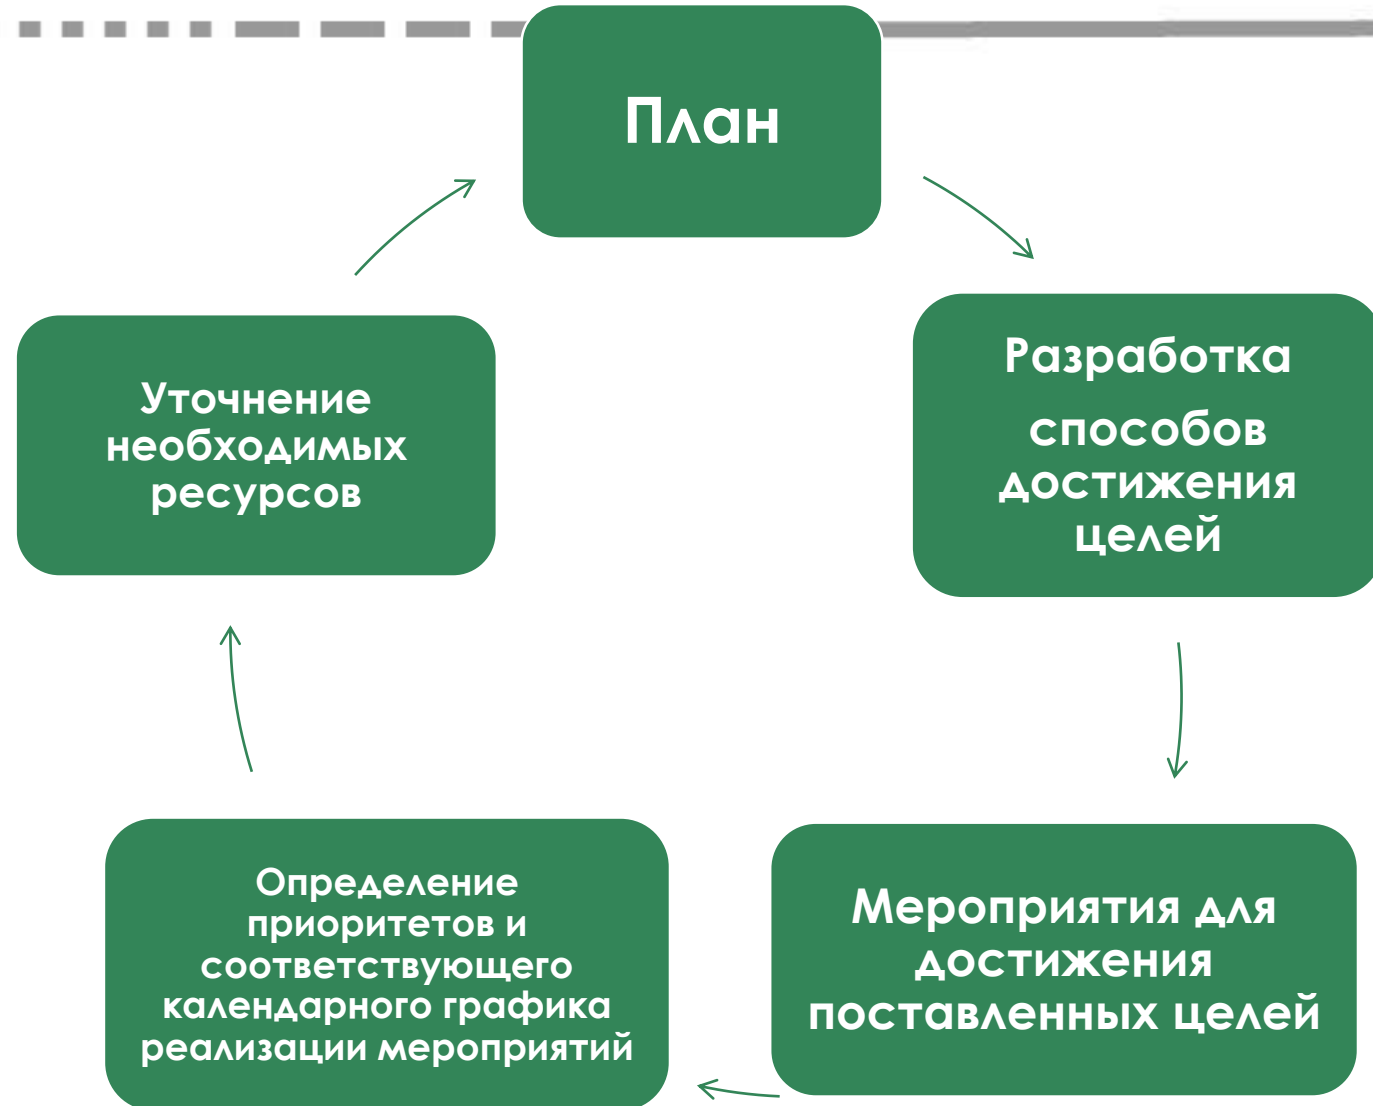 План
Разработка
способов
достижения
целей
Мероприятия для
достижения
поставленных целей
Определение
приоритетов и
соответствующего
календарного графика
реализации мероприятий
Уточнение
необходимых
ресурсов